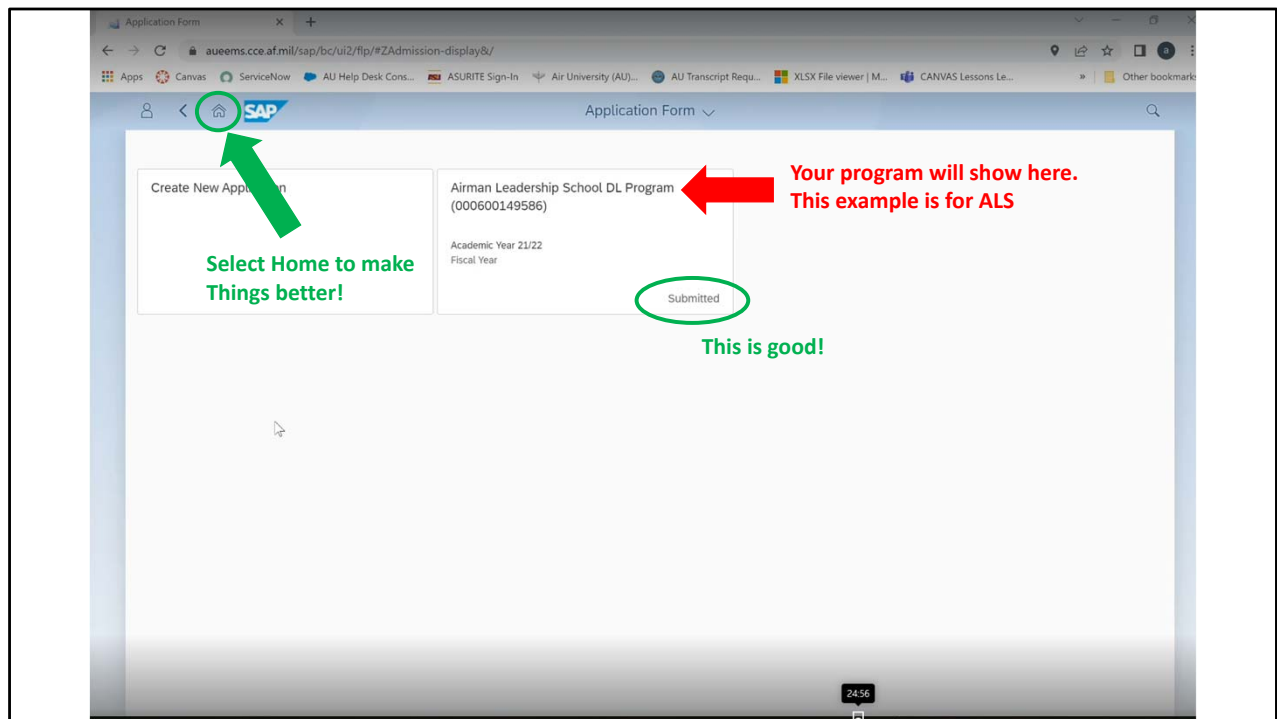 Application Form
aueems.cce.af.mil/sap/bc/ui2/flp/#ZAdmission-display&/
a
Apps Canvas ServiceNow AU Help Desk Cons... ASURITE Sign-In Air University (AU)... AU Transcript Requ... XLSX File viewer | M... CANVAS Lessons Le... » Other bookmarks
SAP Application Form
Create New Application
Airman Leadership School DL Program
(000600149586)
Academic Year 21/22
Fiscal Year
Submitted
Your program will show here.
This example is for ALS
Select Home to make
Things better!
This is good!
24:56